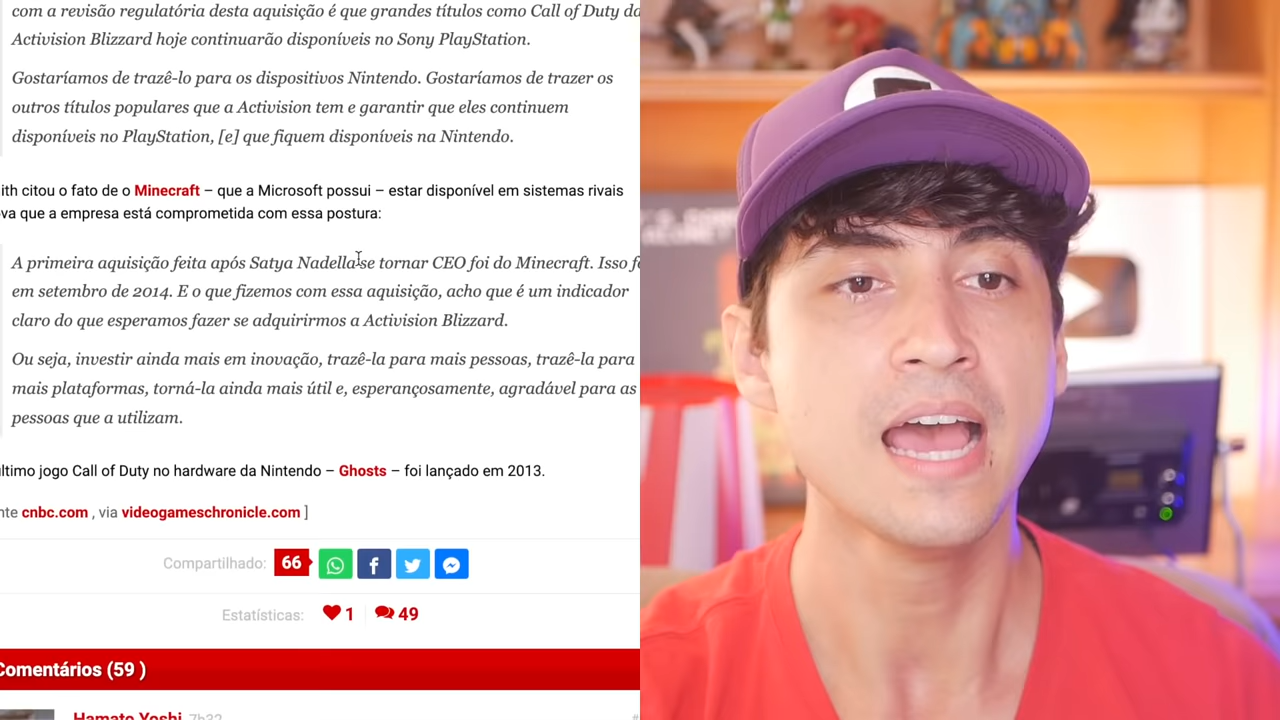 com a revisão regulatória desta aquisição é que grandes títulos como Call of Duty da
Activision Blizzard hoje continuarão disponíveis no Sony PlayStation.
Gostaríamos de trazê-lo para os dispositivos Nintendo. Gostaríamos de trazer os
outros títulos populares que a Activision tem e garantir que eles continuem
disponíveis no PlayStation, [e] que fiquem disponíveis na Nintendo.
ith citou o fato de o Minecraft – que a Microsoft possui – estar disponível em sistemas rivais
va que a empresa está comprometida com essa postura:
A primeira aquisição feita após Satya Nadella se tornar CEO foi do Minecraft. Isso fo
em setembro de 2014. E o que fizemos com essa aquisição, acho que é um indicador
claro do que esperamos fazer se adquirirmos a Activision Blizzard.
Ou seja, investir ainda mais em inovação, trazê-la para mais pessoas, trazê-la para
mais plataformas, torná-la ainda mais útil e, esperançosamente, agradável para as
pessoas que a utilizam.
ltimo jogo Call of Duty no hardware da Nintendo – Ghosts – foi lançado em 2013.
nte cnbc.com , via videogameschronicle.com ]
Compartilhado: 66
Estatísticas: 1 49
Comentários (59 )
Hamato Yoshi 7h32 #